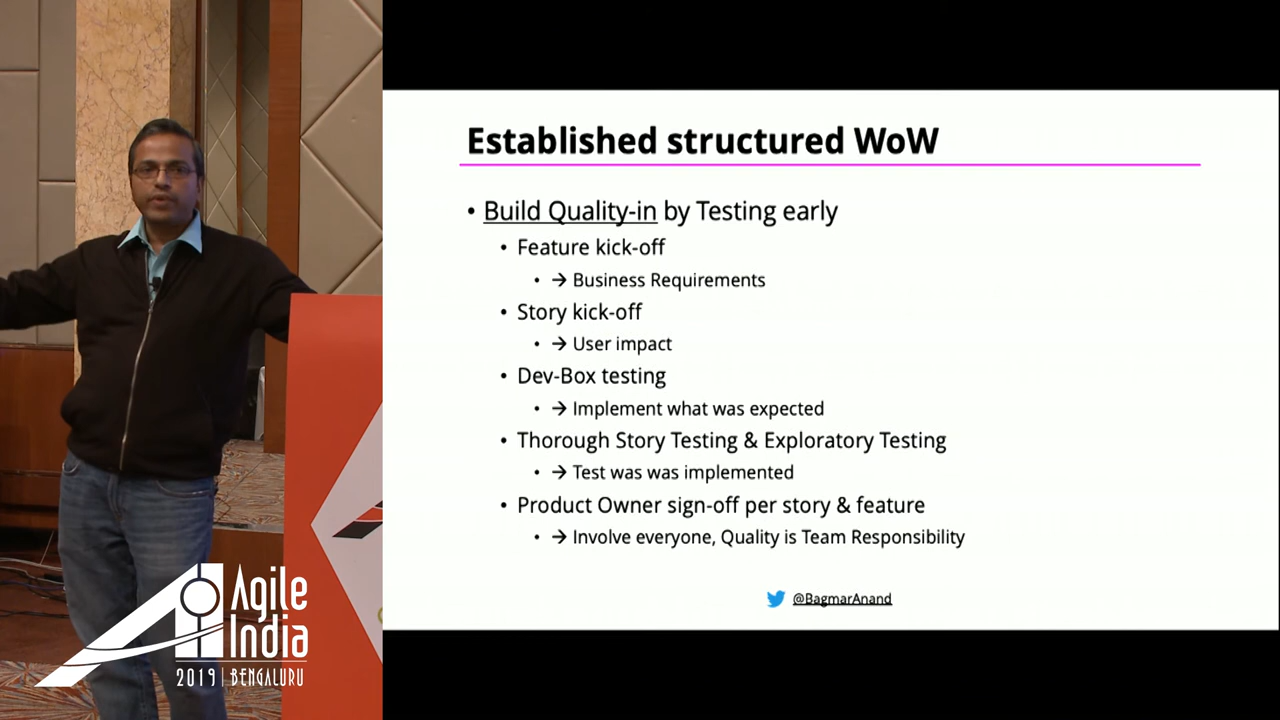 Established structured WoW
• Build Quality-in by Testing early
• Feature kick-off
• → Business Requirements
• Story kick-off
• → User impact
• Dev-Box testing
• → Implement what was expected
• Thorough Story Testing & Exploratory Testing
• → Test was was implemented
• Product Owner sign-off per story & feature
• → Involve everyone, Quality is Team Responsibility
@BagmarAnand
Agile
India
2019 | BENGALURU